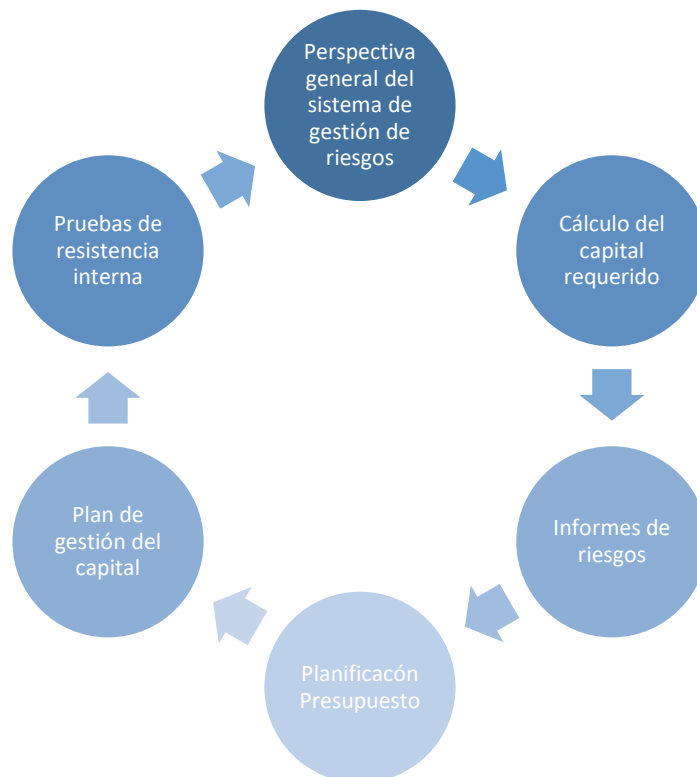 Perspectiva
general del
sistema de
gestión de
riesgos
Cálculo del
capital
requerido
Informes de
riesgos
Planificacón
Presupuesto
Plan de
gestión del
capital
Pruebas de
resistencia
interna